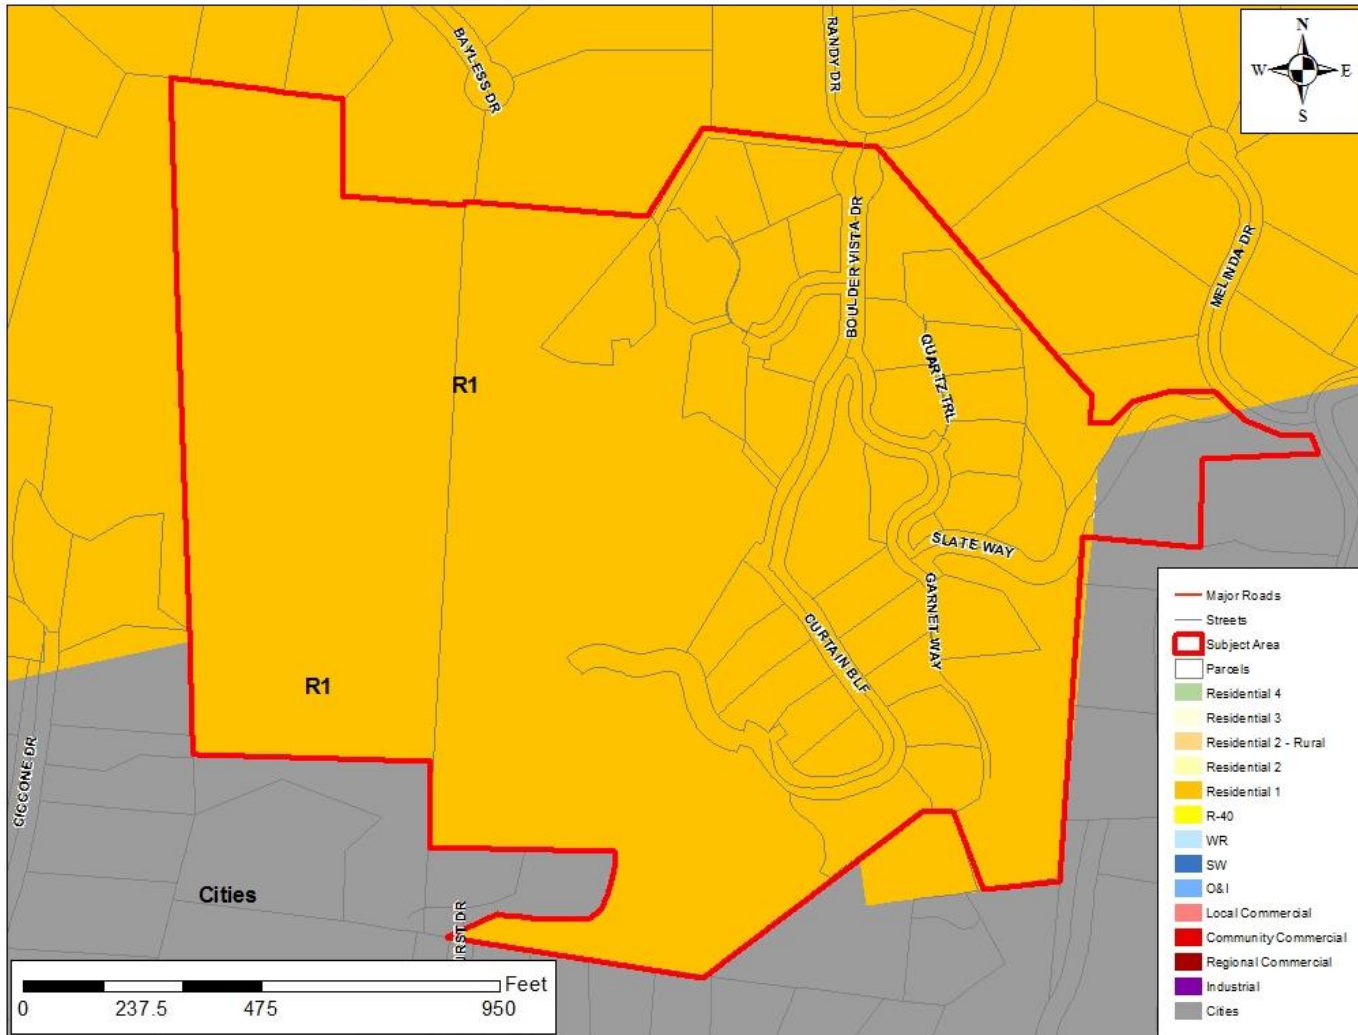 BAYLESS DR
RANDY DR
N
W E
S
MELINDA DR
BOULDER VISTA DR
QUARTZ TRL
R1
SLATE WAY
GARNET WAY
CURTAIN BLF
R1
CICCONE DR
Cities
URST DR
Feet
0 237.5 475 950
Major Roads
Streets
Subject Area
Parcels
Residential 4
Residential 3
Residential 2 - Rural
Residential 2
Residential 1
R-40
WR
SW
O&I
Local Commercial
Community Commercial
Regional Commercial
Industrial
Cities